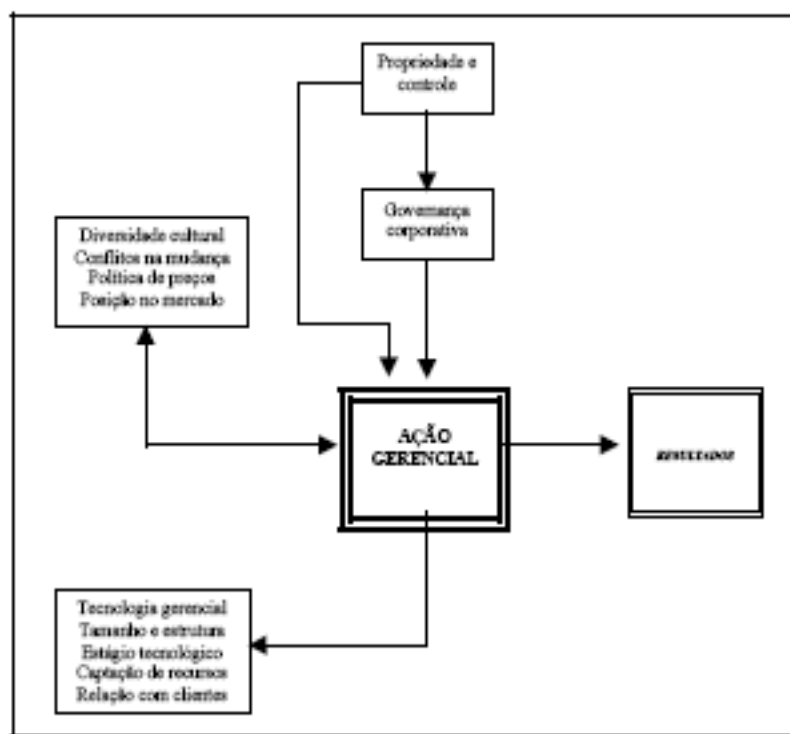 Propriedade e
controle
Governança
corporativa
Diversidade cultural
Conflitos na mudança
Política de preços
Posição no mercado
AÇÃO
GERENCIAL
RESULTADOS
Tecnologia gerencial
Tamanho e estrutura
Estágio tecnológico
Captação de recursos
Relação com clientes